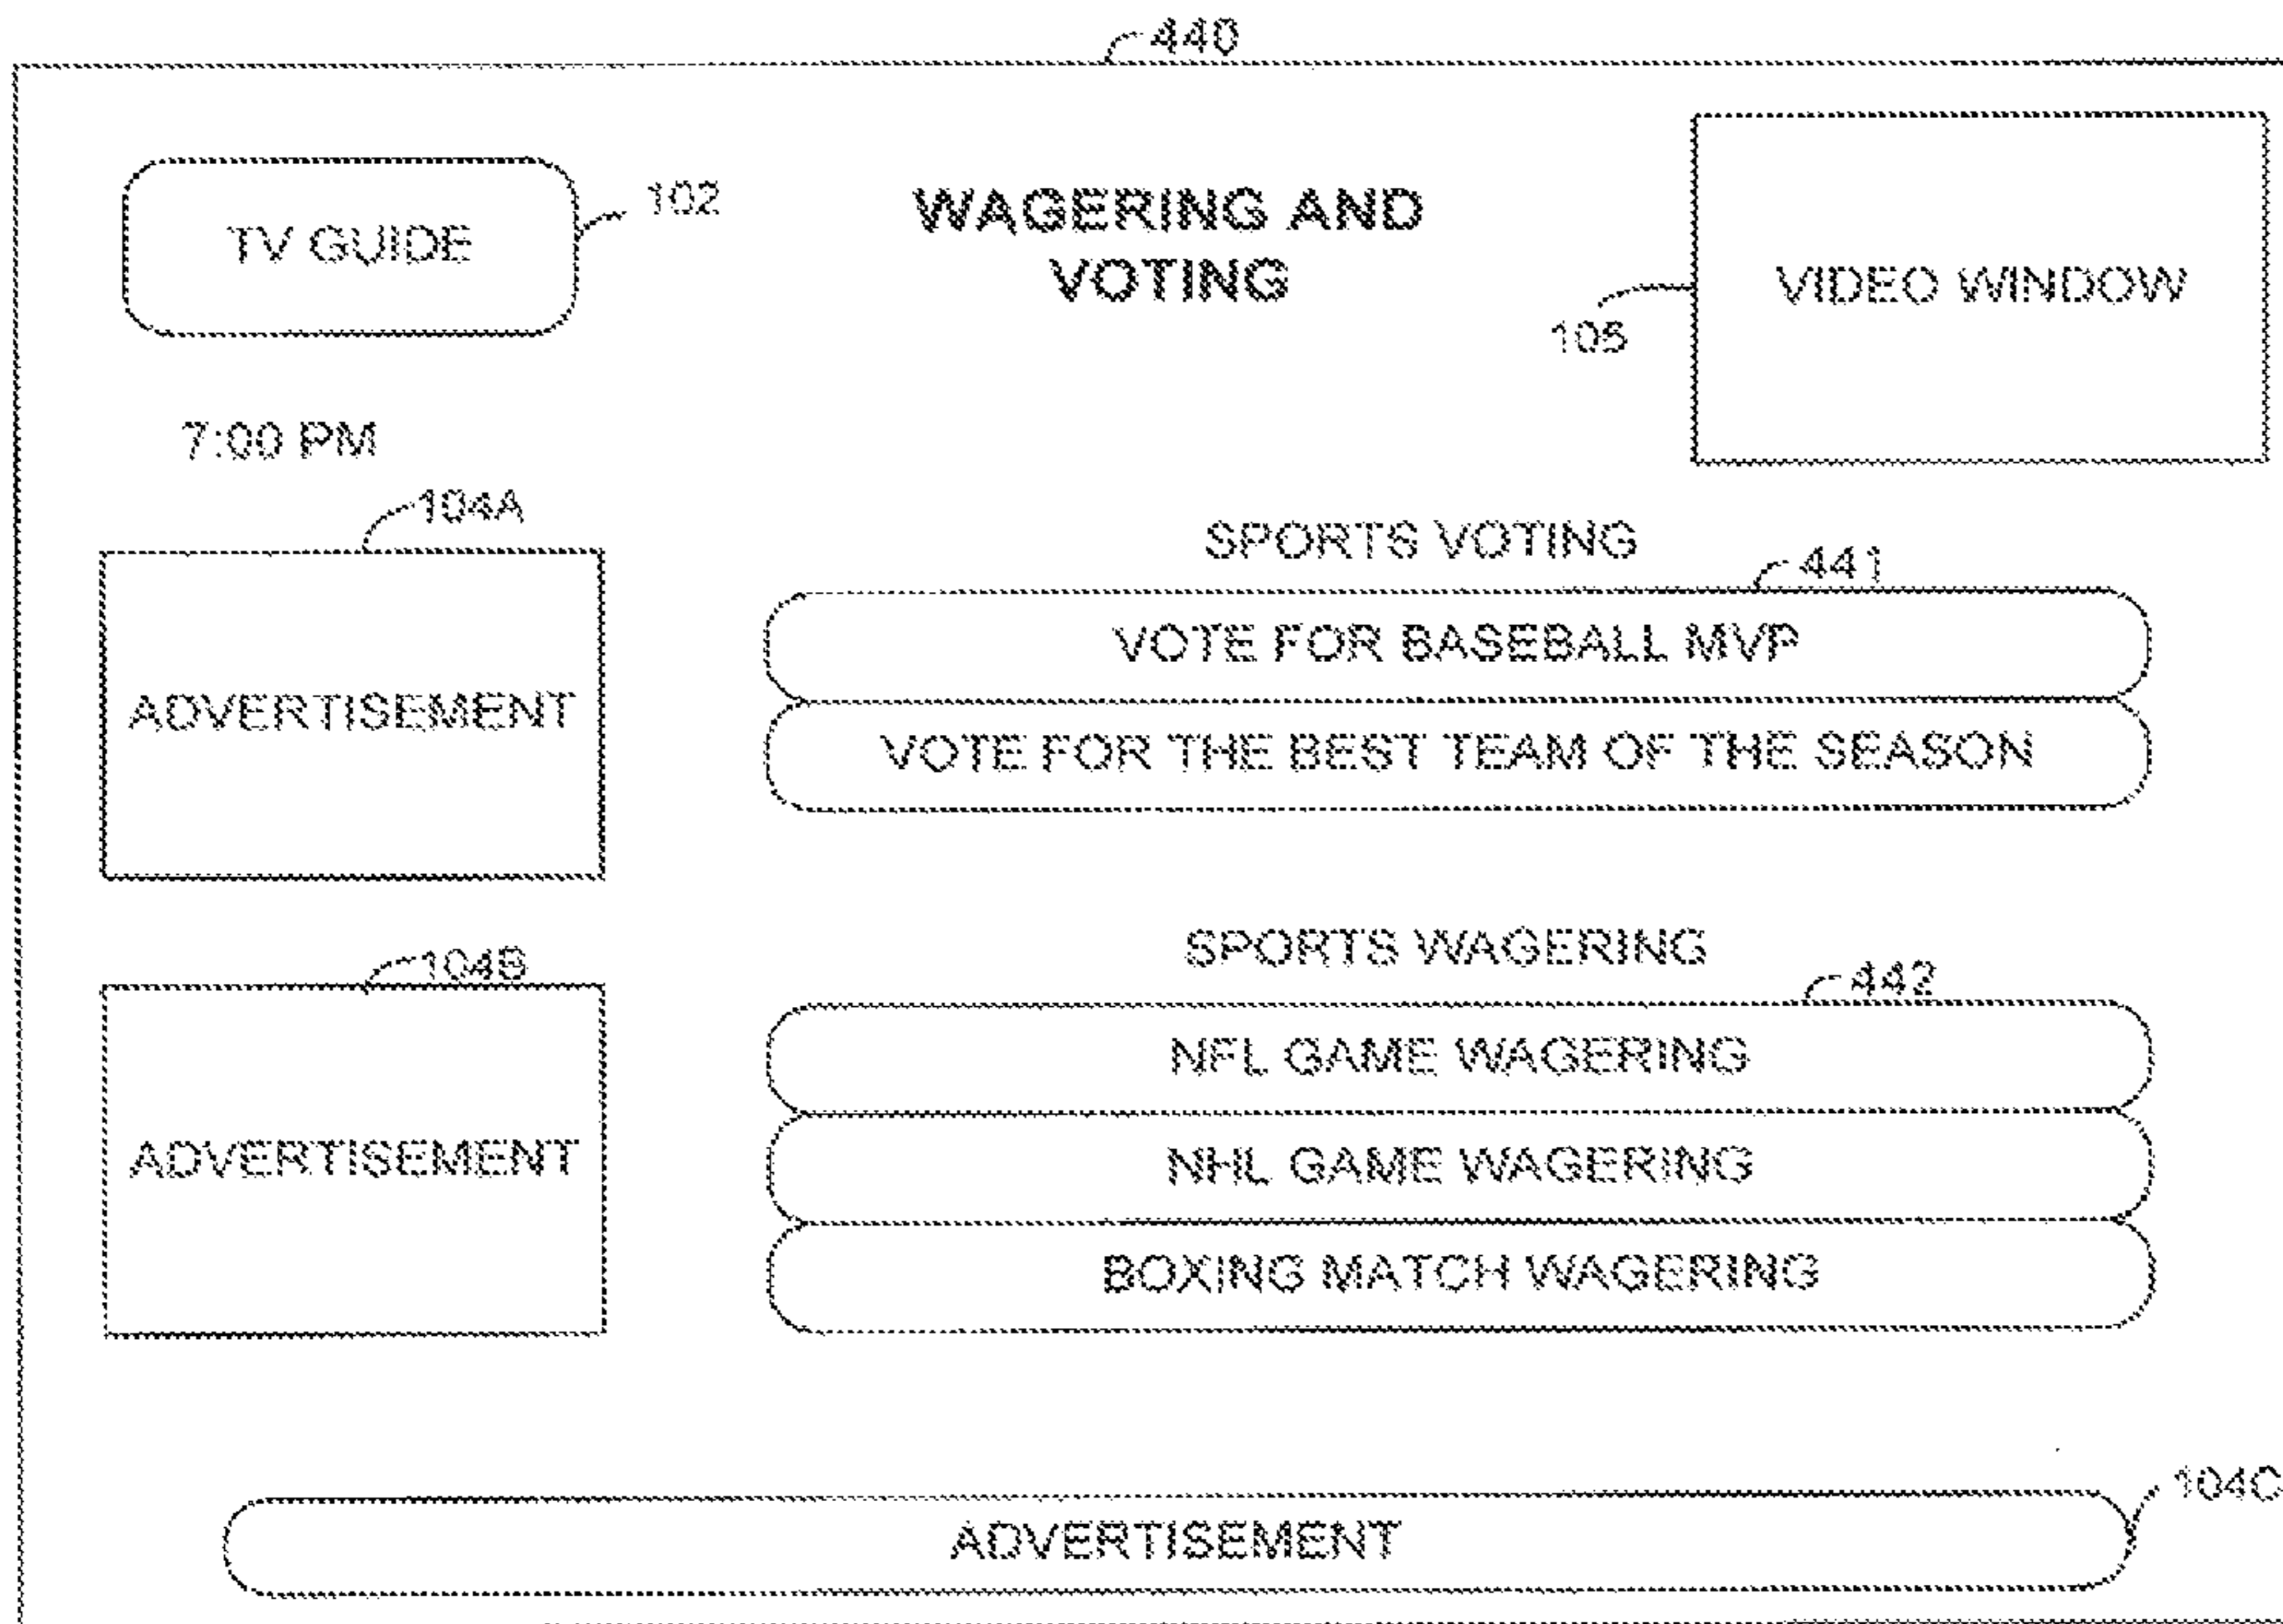 440
TV GUIDE
102
WAGERING AND
VOTING
VIDEO WINDOW
105
7:00 PM
104A
ADVERTISEMENT
SPORTS VOTING
441
VOTE FOR BASEBALL MVP
VOTE FOR THE BEST TEAM OF THE SEASON
104B
ADVERTISEMENT
SPORTS WAGERING
442
NFL GAME WAGERING
NHL GAME WAGERING
BOXING MATCH WAGERING
104C
ADVERTISEMENT